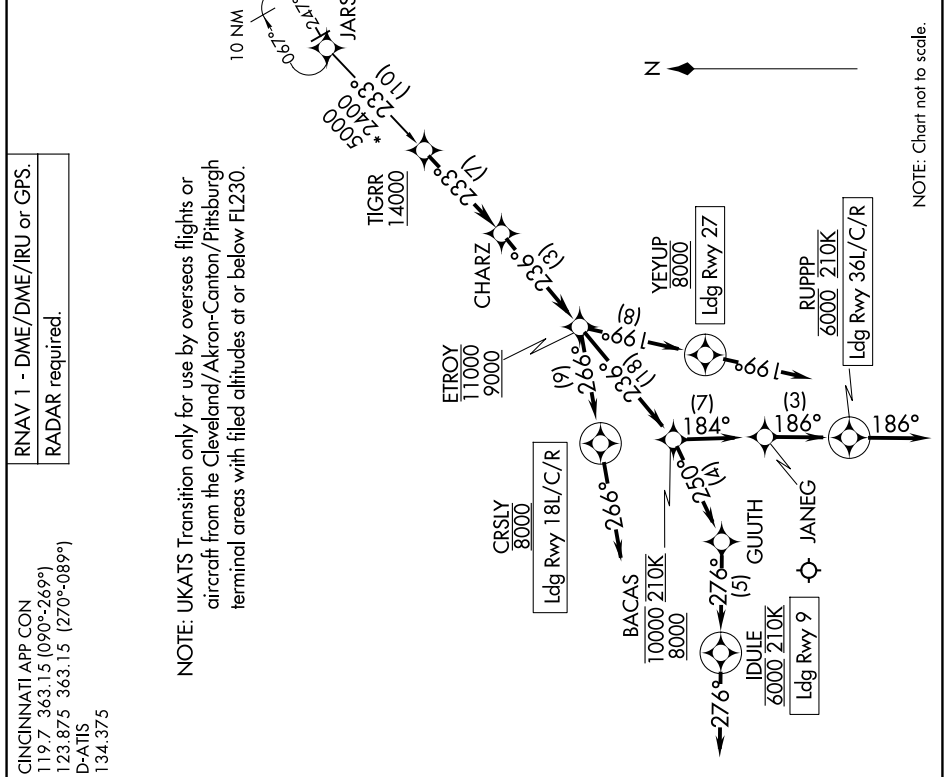 CINCINNATI APP CON
119.7 363.15 (090°-269°)
123.875 363.15 (270°-089°)
D-ATIS
134.375
RNAV 1 - DME/DME/IRU or GPS.
RADAR required.
NOTE: UKATS Transition only for use by overseas flights or
aircraft from the Cleveland/Akron-Canton/Pittsburgh
terminal areas with filed altitudes at or below FL230.
10 NM
067°
247°
JARS
5000
*2400
233°
(10)
TIGRR
14000
233°
(7)
CHARZ
236°
(3)
ETROY
11000
9000
266°
(9)
236°
(18)
199°
(8)
YEYUP
8000
Ldg Rwy 27
199°
CRSLY
8000
Ldg Rwy 18L/C/R
266°
BACAS
10000 210K
8000
250°
(4)
184°
(7)
GUUTH
276°
(5)
IDULE
6000 210K
Ldg Rwy 9
276°
JANEG
186°
(3)
RUPPP
6000 210K
Ldg Rwy 36L/C/R
186°
N
NOTE: Chart not to scale.